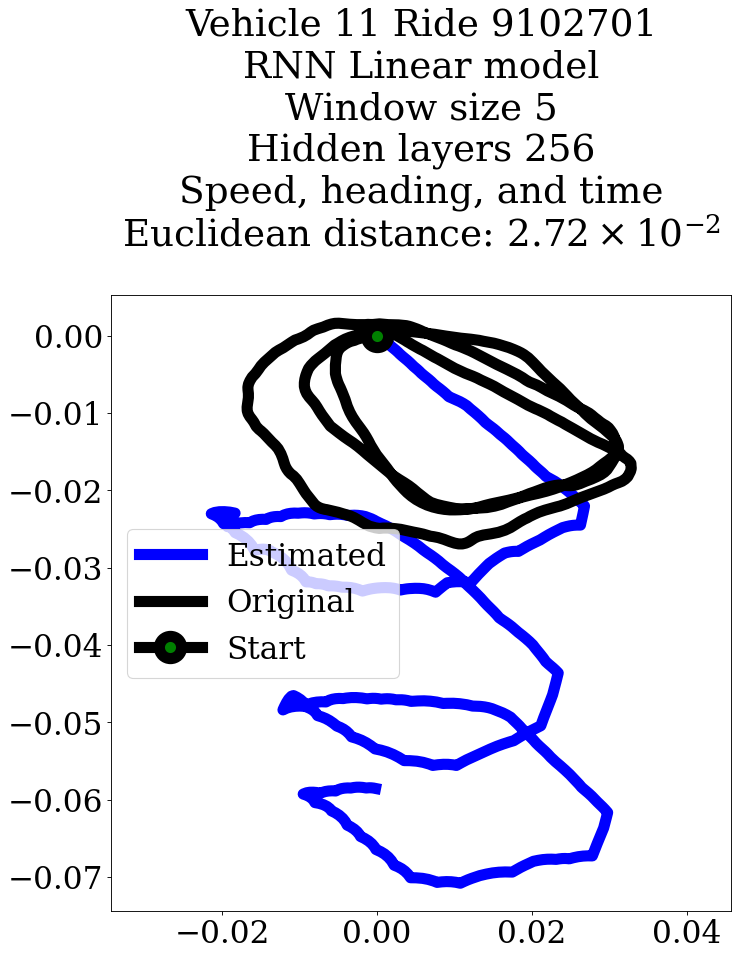 Vehicle 11 Ride 9102701
RNN Linear model
Window size 5
Hidden layers 256
Speed, heading, and time
Euclidean distance: 2.72 × 10⁻²
0.00
−0.01
−0.02
−0.03
−0.04
−0.05
−0.06
−0.07
Estimated
Original
Start
−0.02 0.00 0.02 0.04